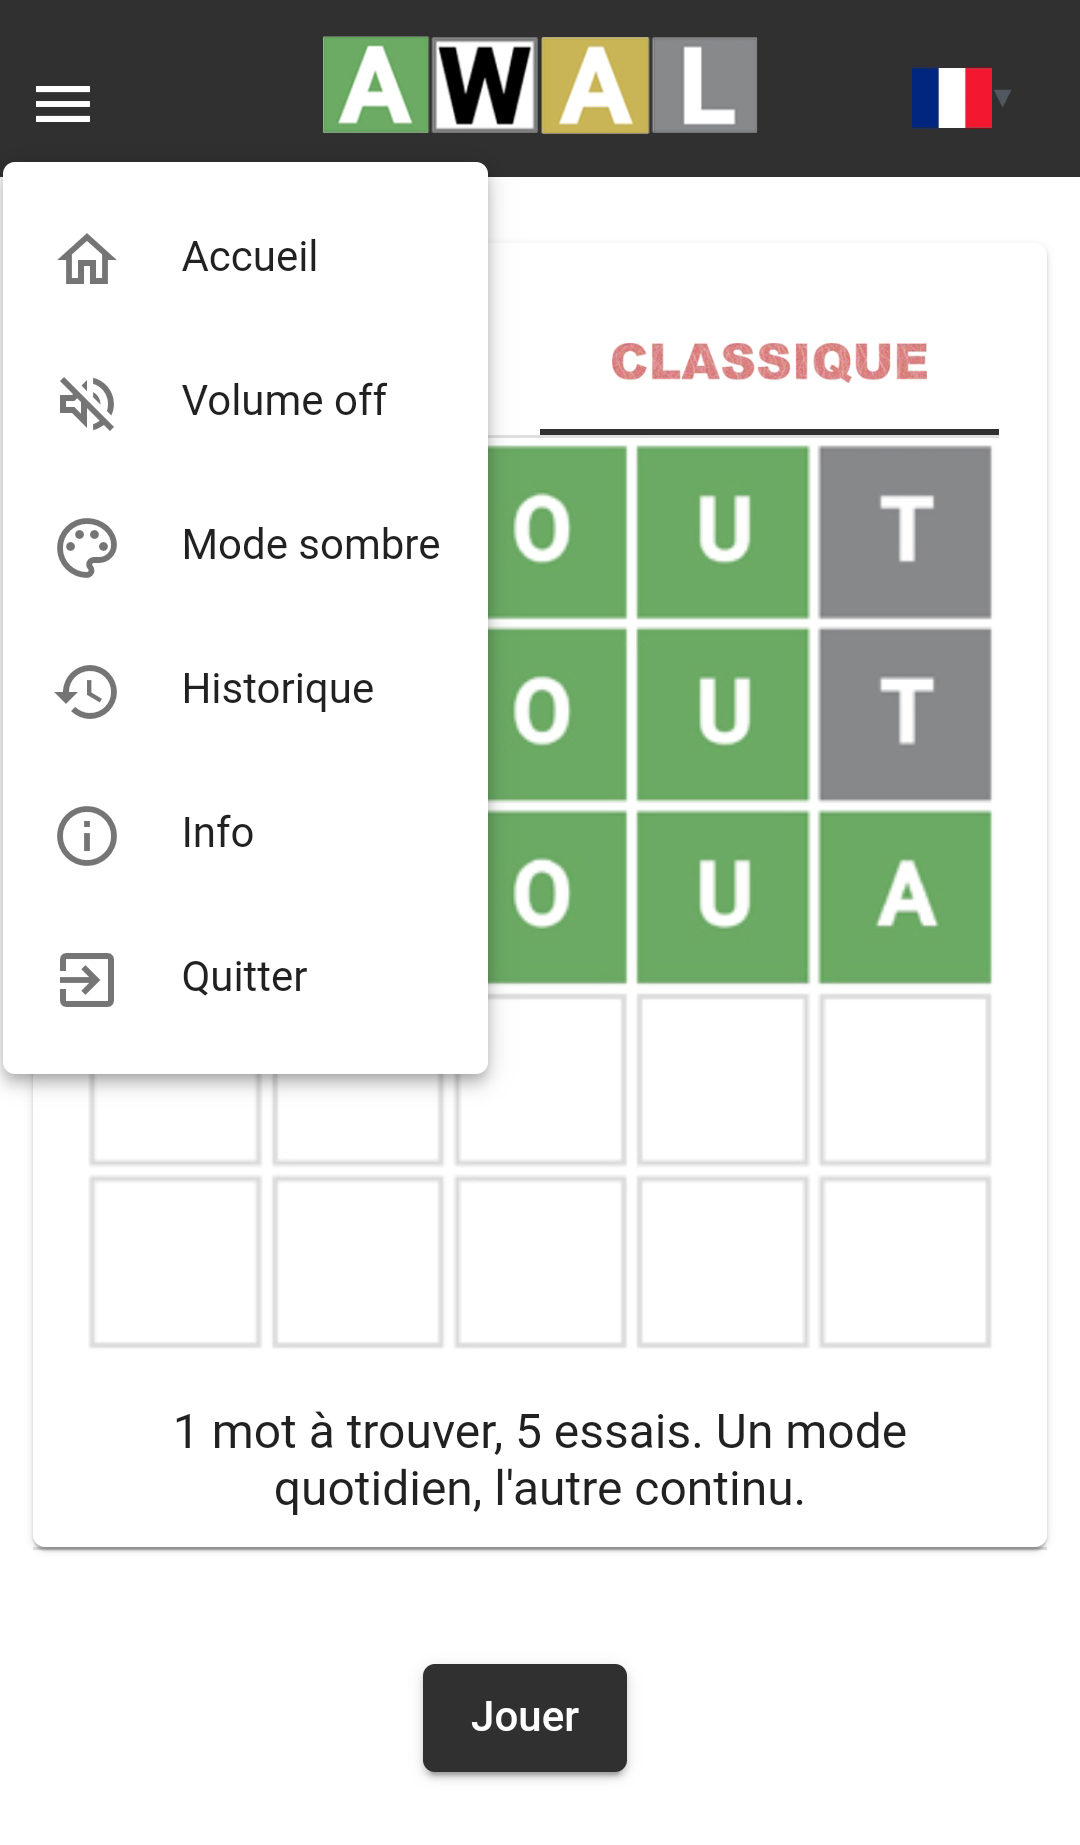 AWAL
Accueil
Volume off
Mode sombre
Historique
Info
Quitter
CLASSIQUE
O U T
O U T
O U A
1 mot à trouver, 5 essais. Un mode
quotidien, l'autre continu.
Jouer